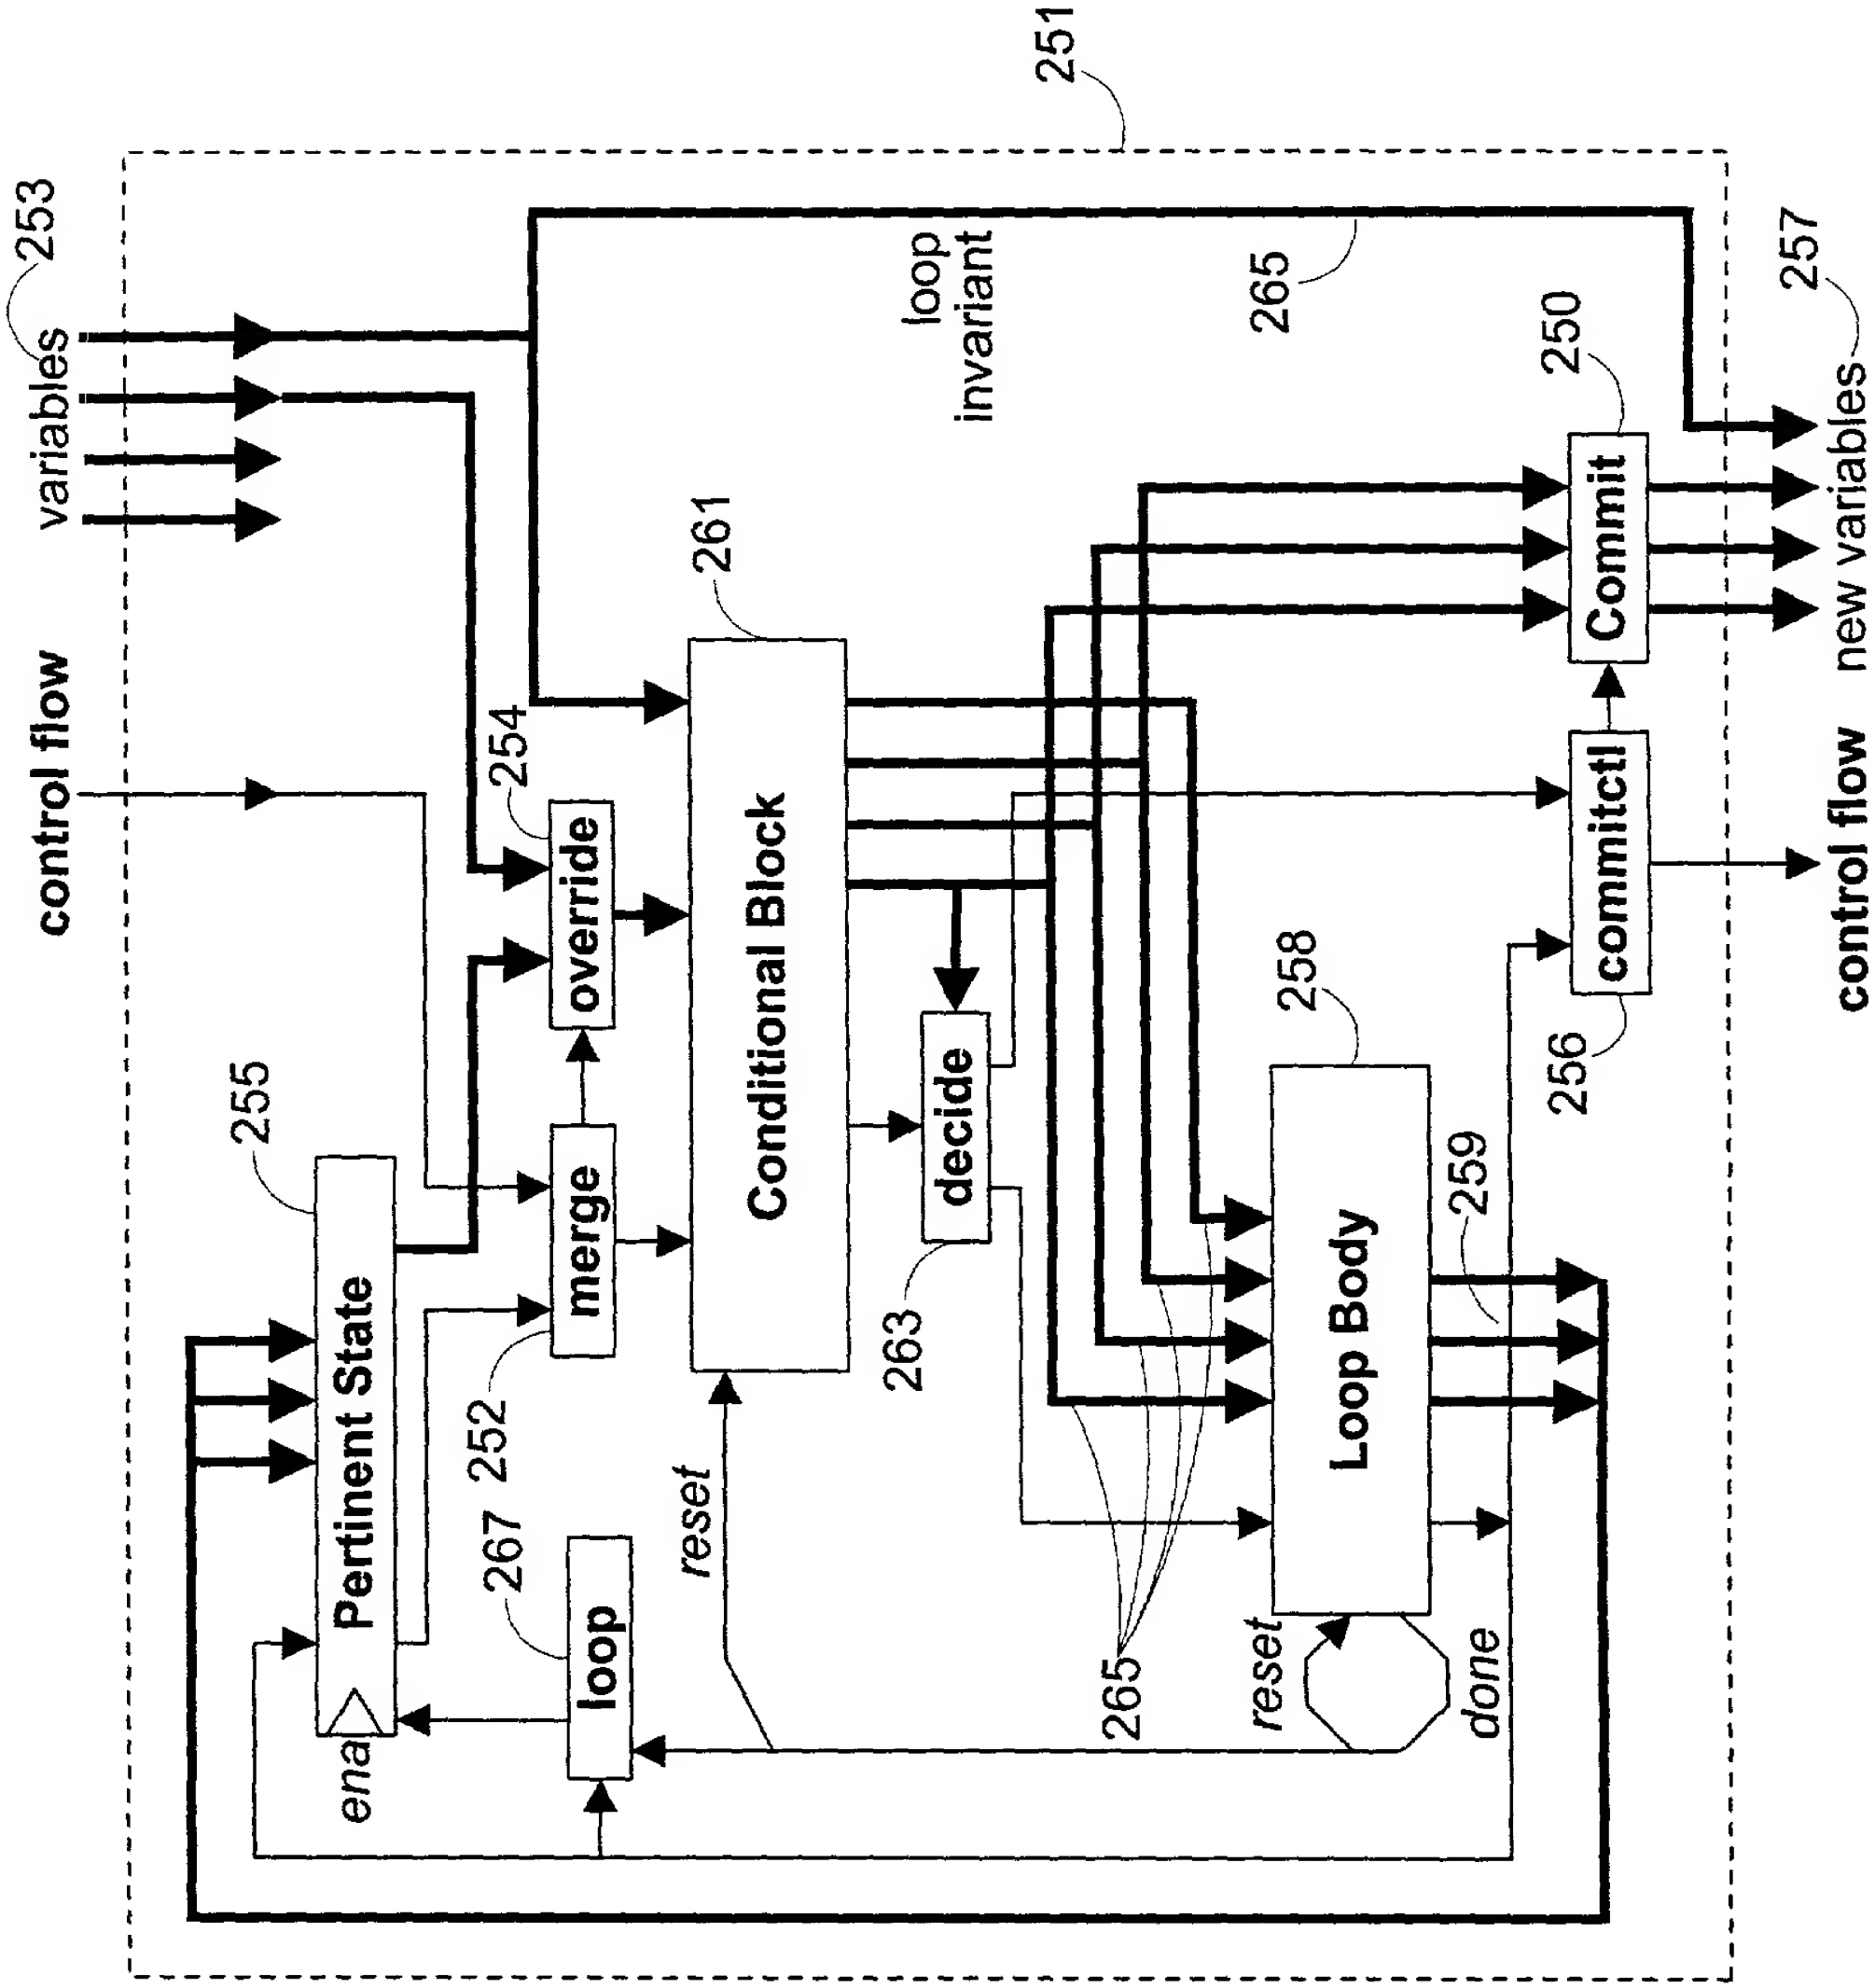 control flow
variables
253
251
255
Pertinent State
ena
254
override
merge
252
267
loop
reset
261
Conditional Block
loop
invariant
decide
263
265
265
258
Loop Body
reset
done
259
250
Commit
commitctl
256
257
control flow
new variables